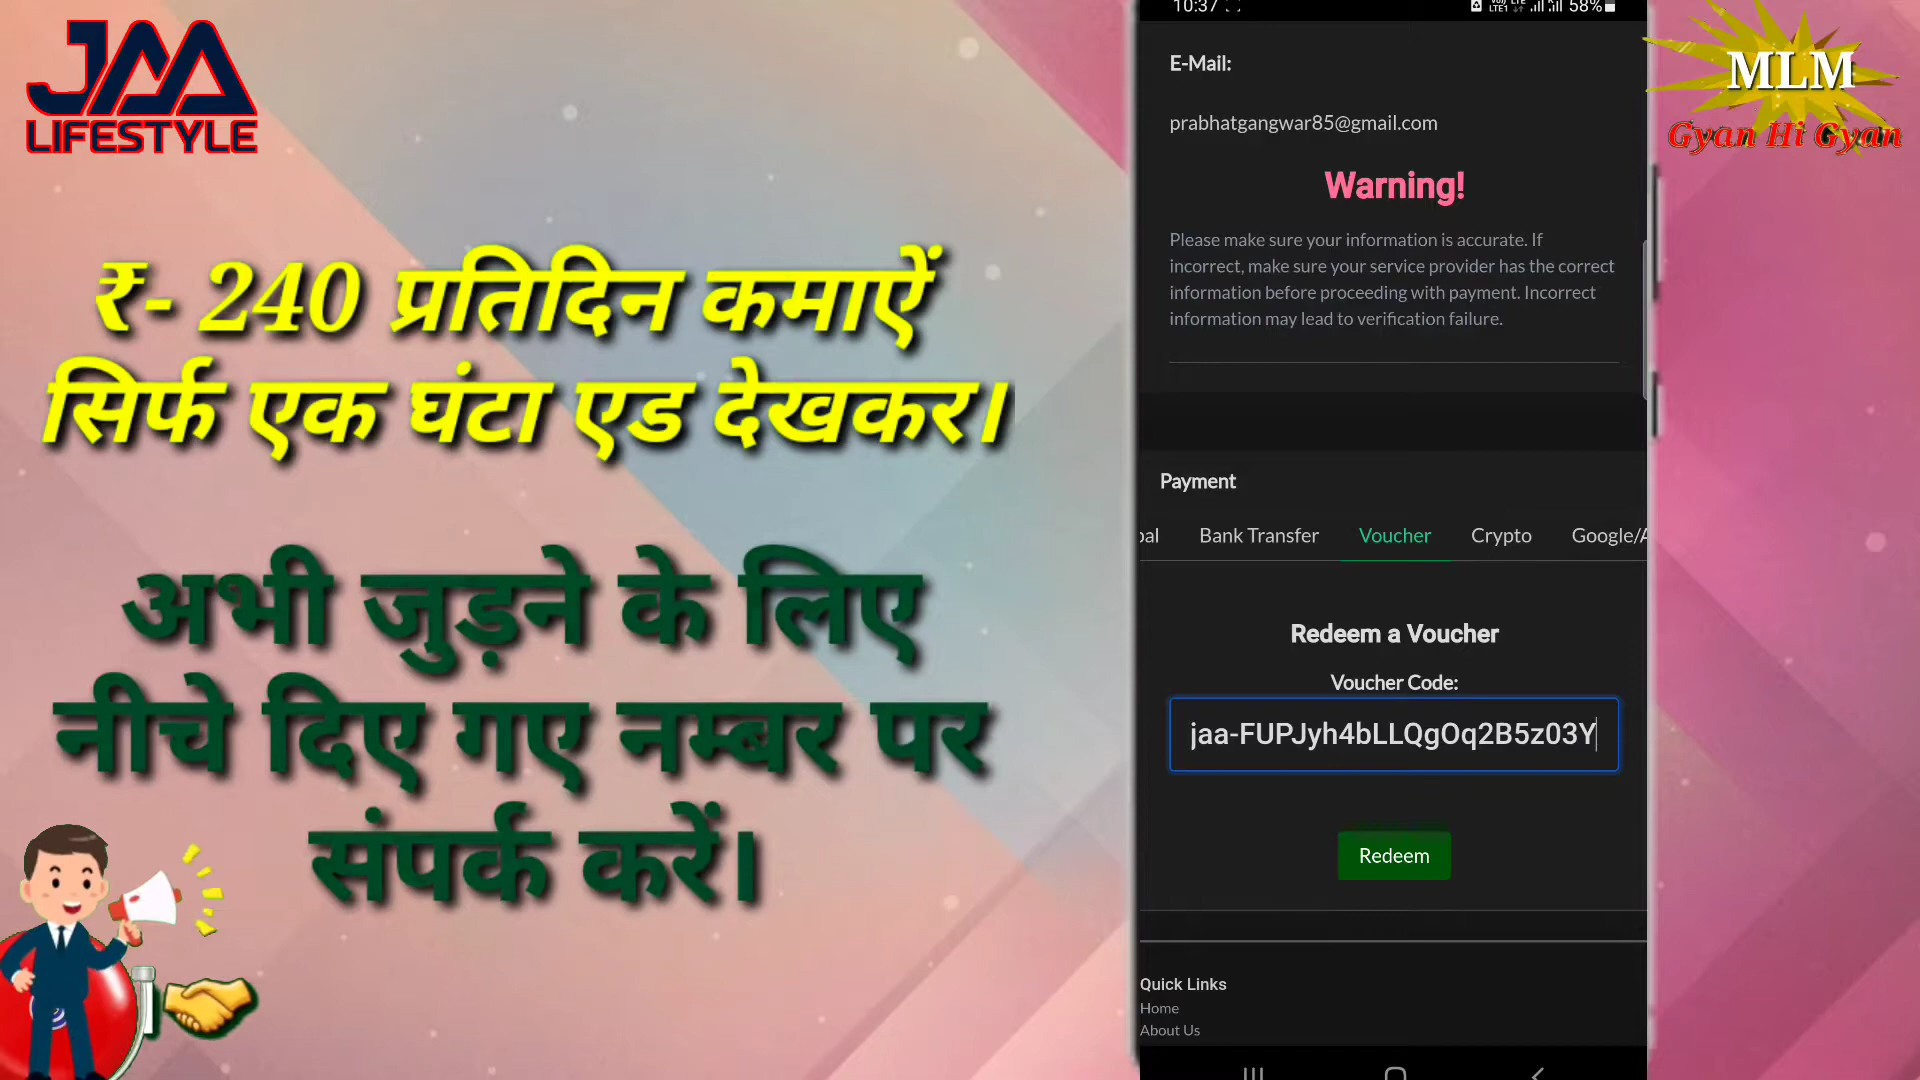 JAA
LIFESTYLE
₹- 240 प्रतिदिन कमाऐं
सिर्फ एक घंटा एड देखकर।
अभी जुड़ने के लिए
नीचे दिए गए नम्बर पर
संपर्क करें।
10:37
LTE1
58%
E-Mail:
prabhatgangwar85@gmail.com
Warning!
Please make sure your information is accurate. If
incorrect, make sure your service provider has the correct
information before proceeding with payment. Incorrect
information may lead to verification failure.
Payment
pal Bank Transfer Voucher Crypto Google/A
Redeem a Voucher
Voucher Code:
jaa-FUPJyh4bLLQgOq2B5z03Y
Redeem
Quick Links
Home
About Us
MLM
Gyan Hi Gyan